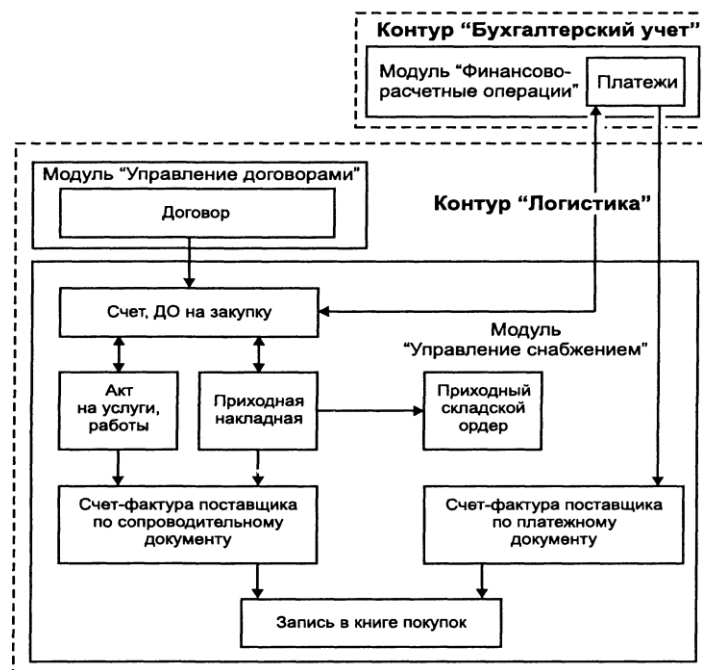 Контур “Бухгалтерский учет”
Модуль “Финансово-
расчетные операции”
Платежи
Модуль “Управление договорами”
Договор
Контур “Логистика”
Счет, ДО на закупку
Модуль
“Управление снабжением”
Акт
на услуги,
работы
Приходная
накладная
Приходный
складской
ордер
Счет-фактура поставщика
по сопроводительному
документу
Счет-фактура поставщика
по платежному
документу
Запись в книге покупок